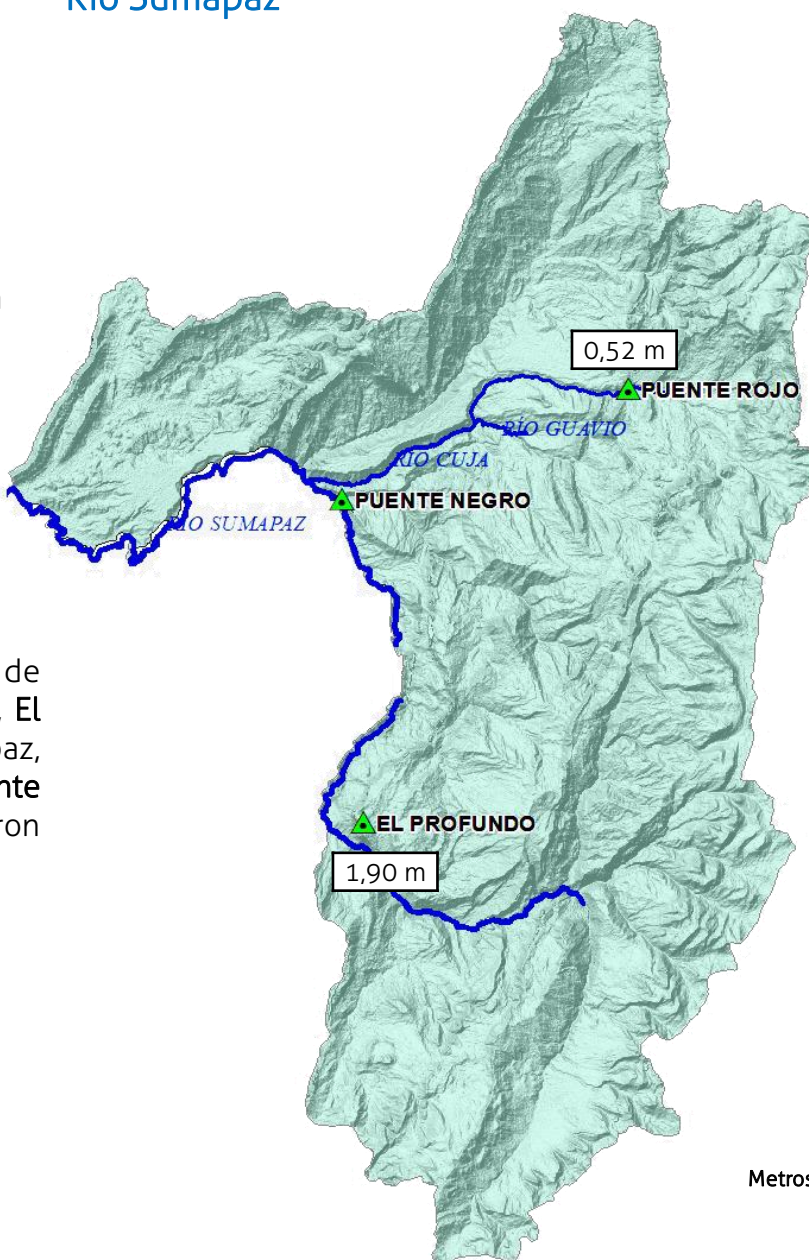 Río Sumapaz
0,52 m
PUENTE ROJO
RÍO GUAVIO
RÍO CUJA
PUENTE NEGRO
RÍO SUMAPAZ
de
El
paz,
nte
ron
EL PROFUNDO
1,90 m
Metros